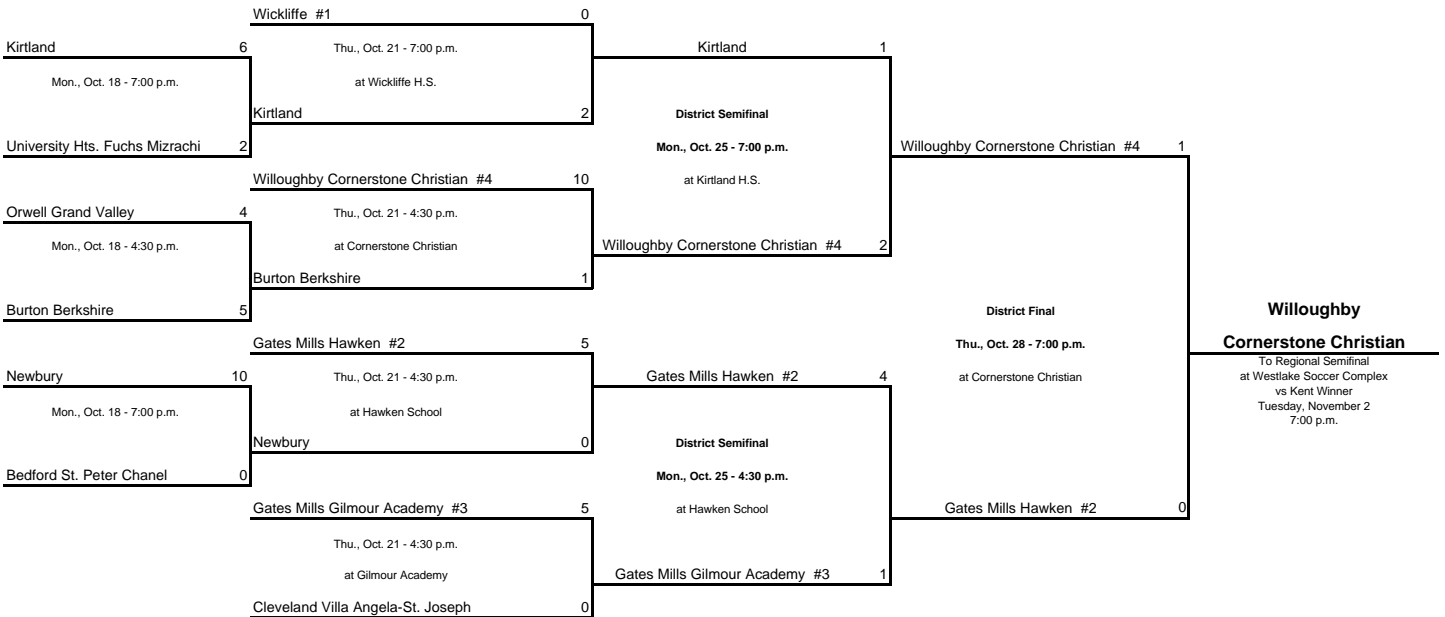 Kirtland 6
Mon., Oct. 18 - 7:00 p.m.
University Hts. Fuchs Mizrachi 2
Orwell Grand Valley 4
Mon., Oct. 18 - 4:30 p.m.
Burton Berkshire 5
Newbury 10
Mon., Oct. 18 - 7:00 p.m.
Bedford St. Peter Chanel 0
Wickliffe #1 0
Thu., Oct. 21 - 7:00 p.m.
at Wickliffe H.S.
Kirtland 2
Willoughby Cornerstone Christian #4 10
Thu., Oct. 21 - 4:30 p.m.
at Cornerstone Christian
Burton Berkshire 1
Gates Mills Hawken #2 5
Thu., Oct. 21 - 4:30 p.m.
at Hawken School
Newbury 0
Gates Mills Gilmour Academy #3 5
Thu., Oct. 21 - 4:30 p.m.
at Gilmour Academy
Cleveland Villa Angela-St. Joseph 0
Kirtland 1
District Semifinal
Mon., Oct. 25 - 7:00 p.m.
at Kirtland H.S.
Willoughby Cornerstone Christian #4 2
Gates Mills Hawken #2 4
District Semifinal
Mon., Oct. 25 - 4:30 p.m.
at Hawken School
Gates Mills Gilmour Academy #3 1
Willoughby Cornerstone Christian #4 1
District Final
Thu., Oct. 28 - 7:00 p.m.
at Cornerstone Christian
Gates Mills Hawken #2 0
Willoughby
Cornerstone Christian
To Regional Semifinal
at Westlake Soccer Complex
vs Kent Winner
Tuesday, November 2
7:00 p.m.